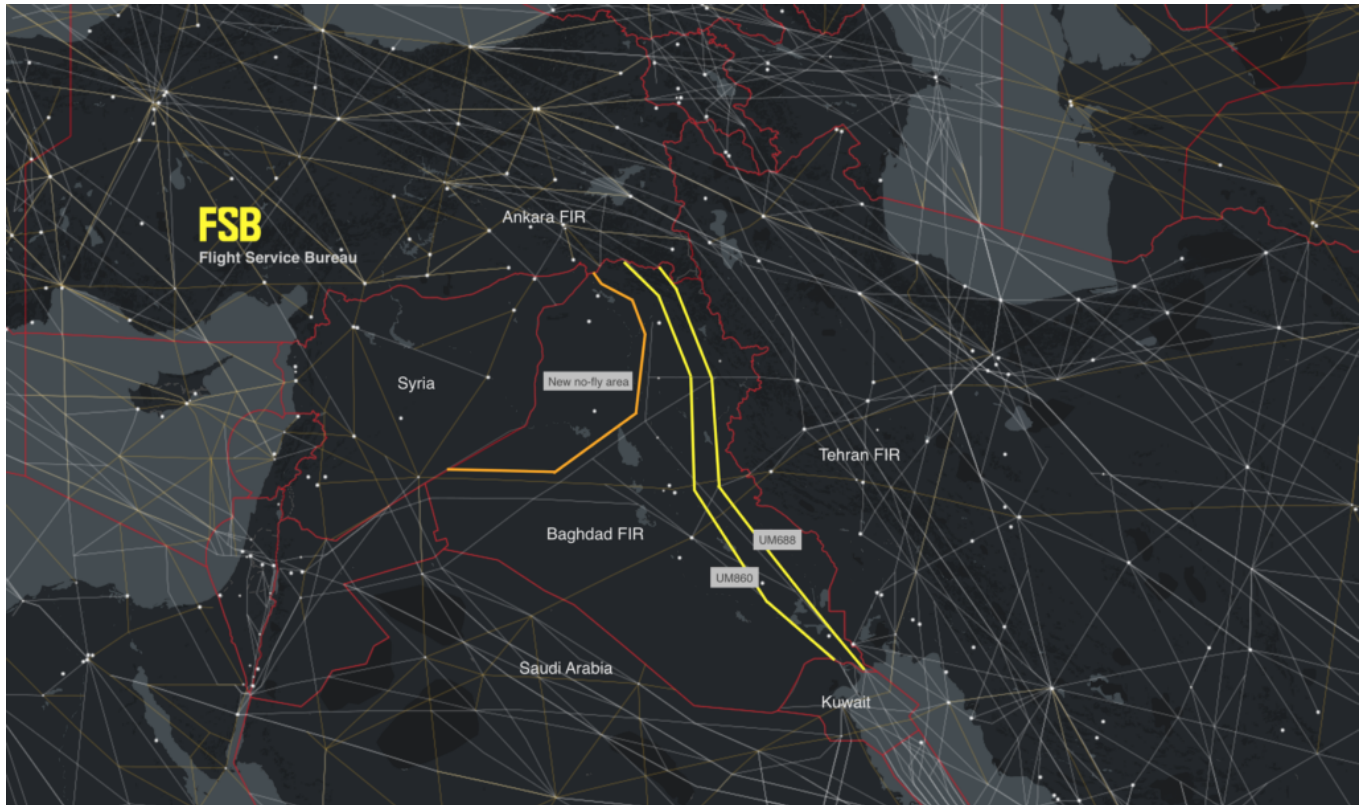 Ankara FIR
FSB
Flight Service Bureau
Syria
New no-fly area
Tehran FIR
Baghdad FIR
UM688
UM860
Saudi Arabia
Kuwait